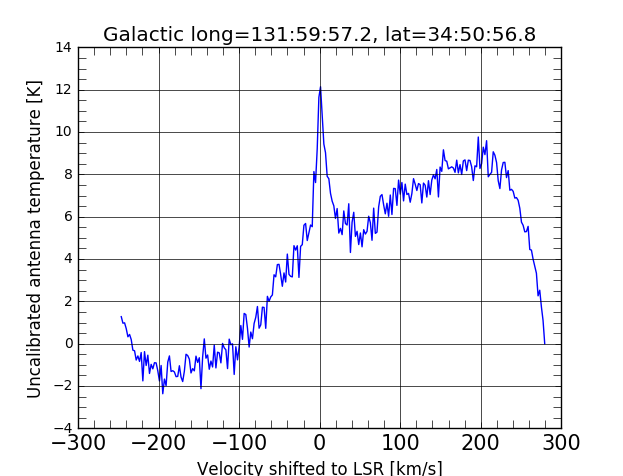 Galactic long=131:59:57.2, lat=34:50:56.8
Uncalibrated antenna temperature [K]
14
12
10
8
6
4
2
0
−2
−4
−300 −200 −100 0 100 200 300
Velocity shifted to LSR [km/s]